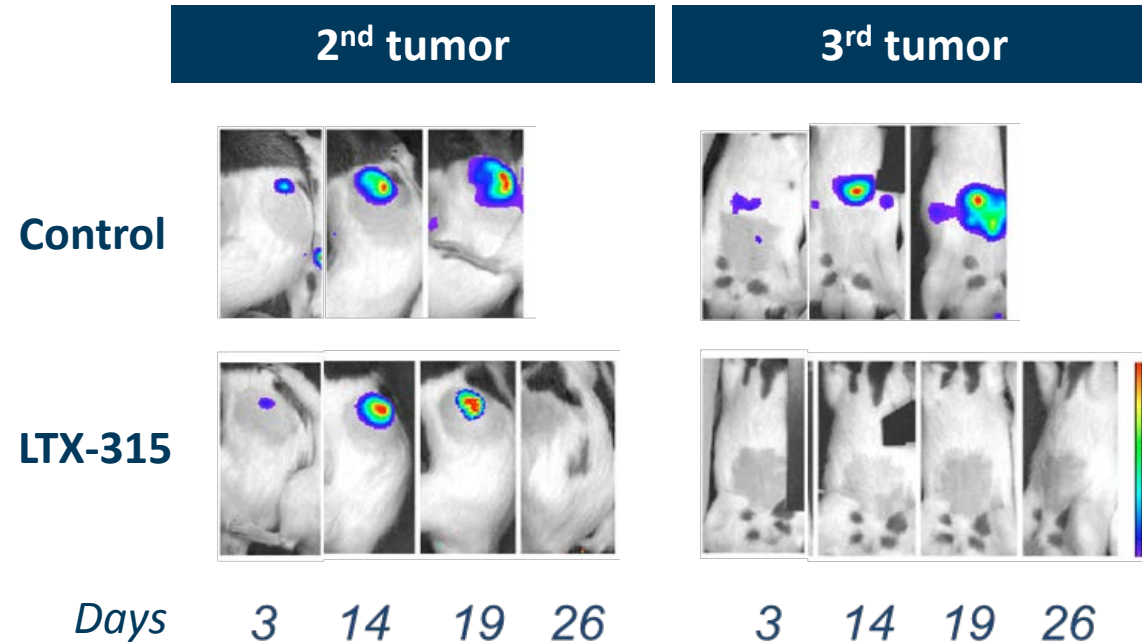 2nd tumor
3rd tumor
Control
LTX-315
Days 3 14 19 26 3 14 19 26